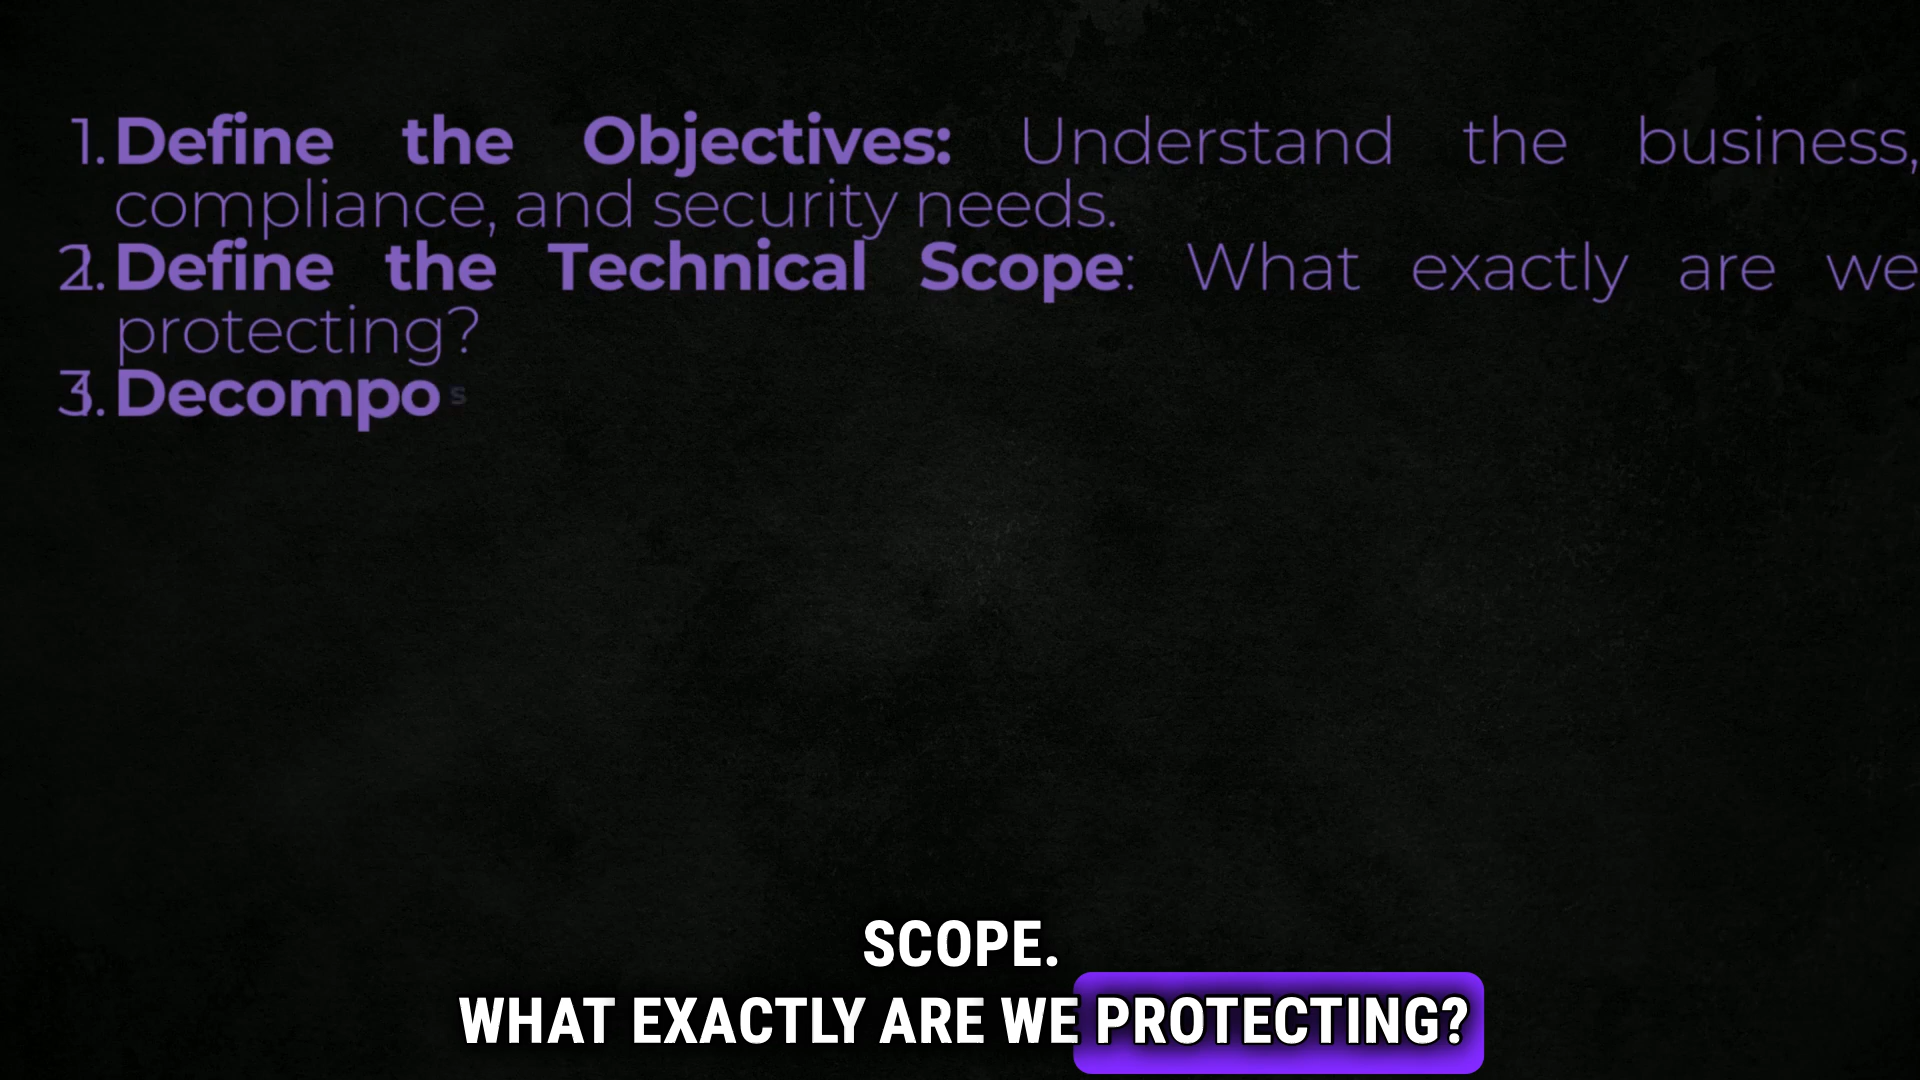 1. Define the Objectives: Understand the business,
compliance, and security needs.
2. Define the Technical Scope: What exactly are we
protecting?
3. Decompos
SCOPE.
WHAT EXACTLY ARE WE PROTECTING?